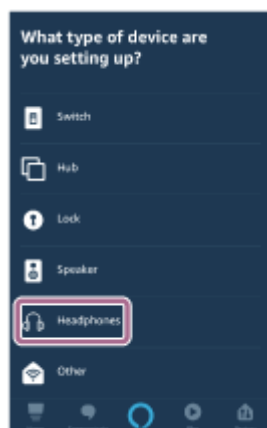 What type of device are
you setting up?
Switch
Hub
Lock
Speaker
Headphones
Other